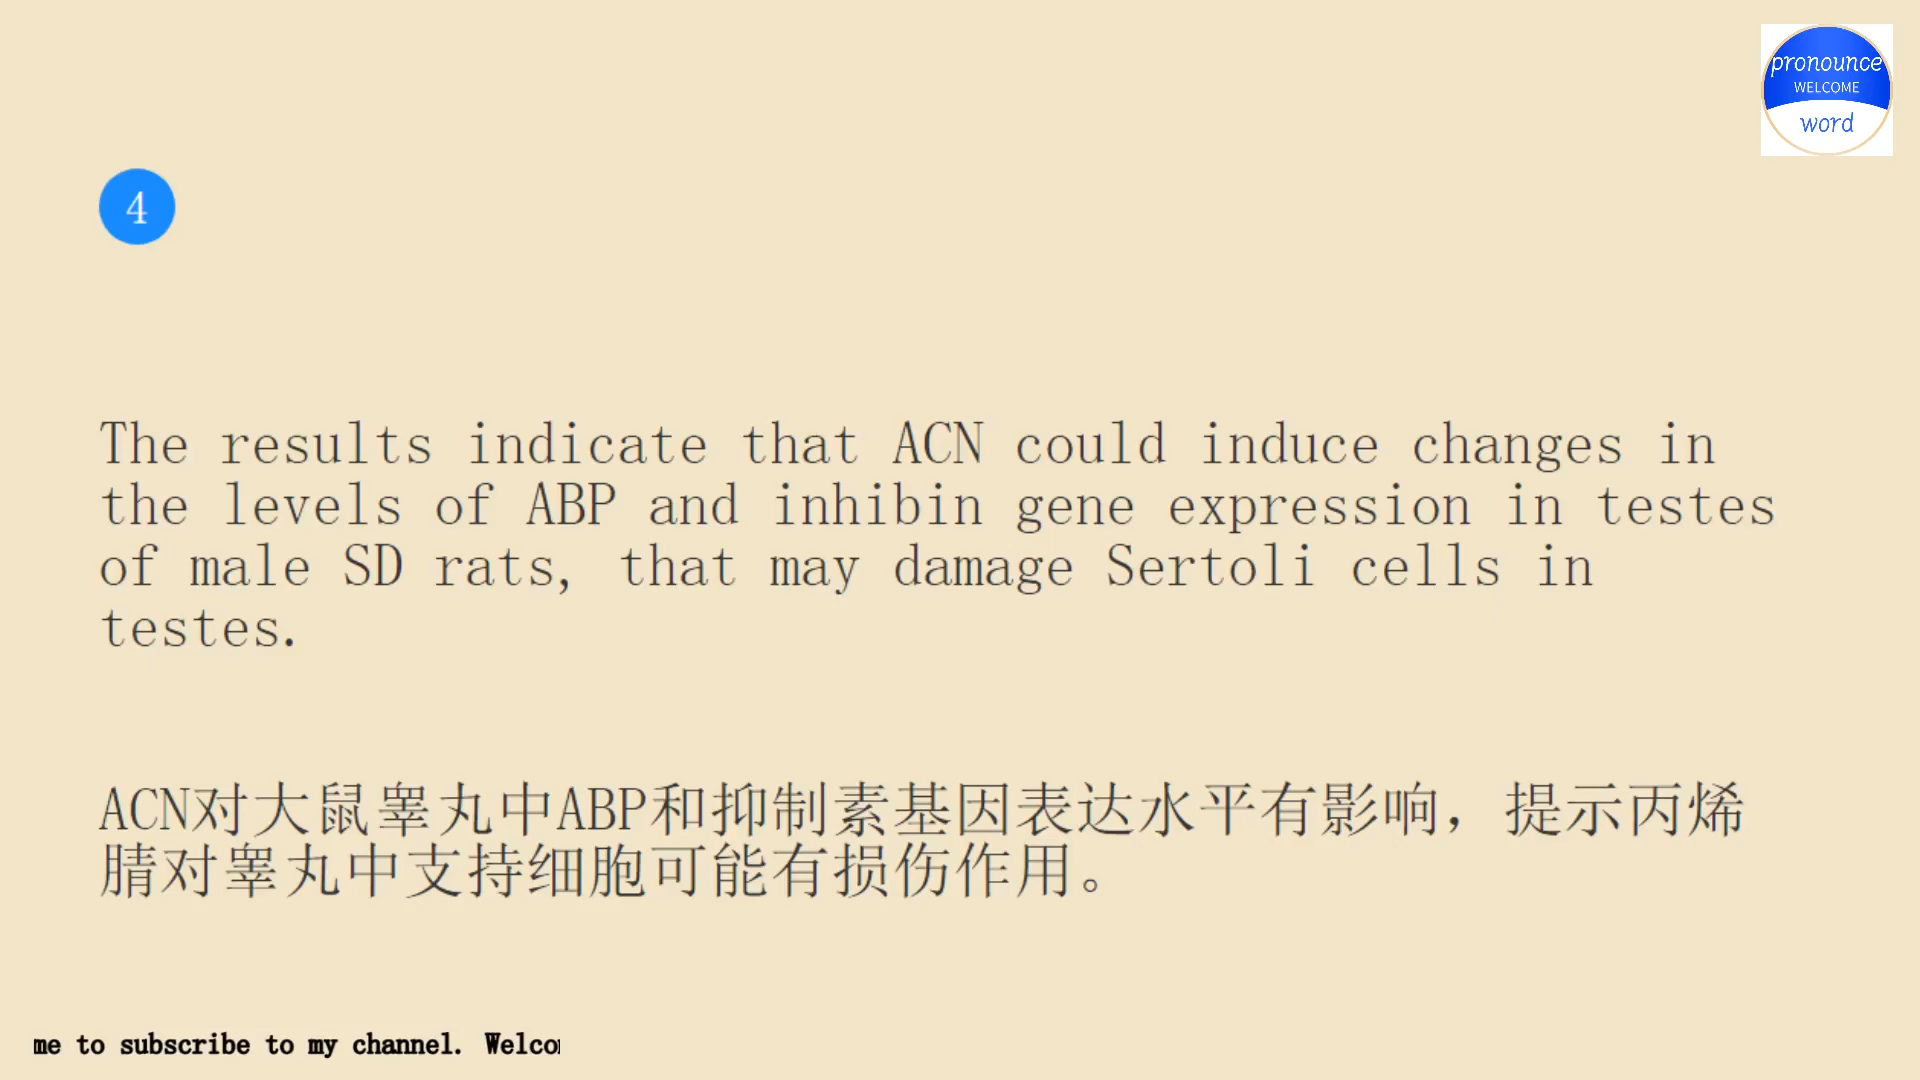 pronounce
WELCOME
word
4
The results indicate that ACN could induce changes in
the levels of ABP and inhibin gene expression in testes
of male SD rats, that may damage Sertoli cells in
testes.
ACN对大鼠睾丸中ABP和抑制素基因表达水平有影响，提示丙烯
腈对睾丸中支持细胞可能有损伤作用。
me to subscribe to my channel. Welco